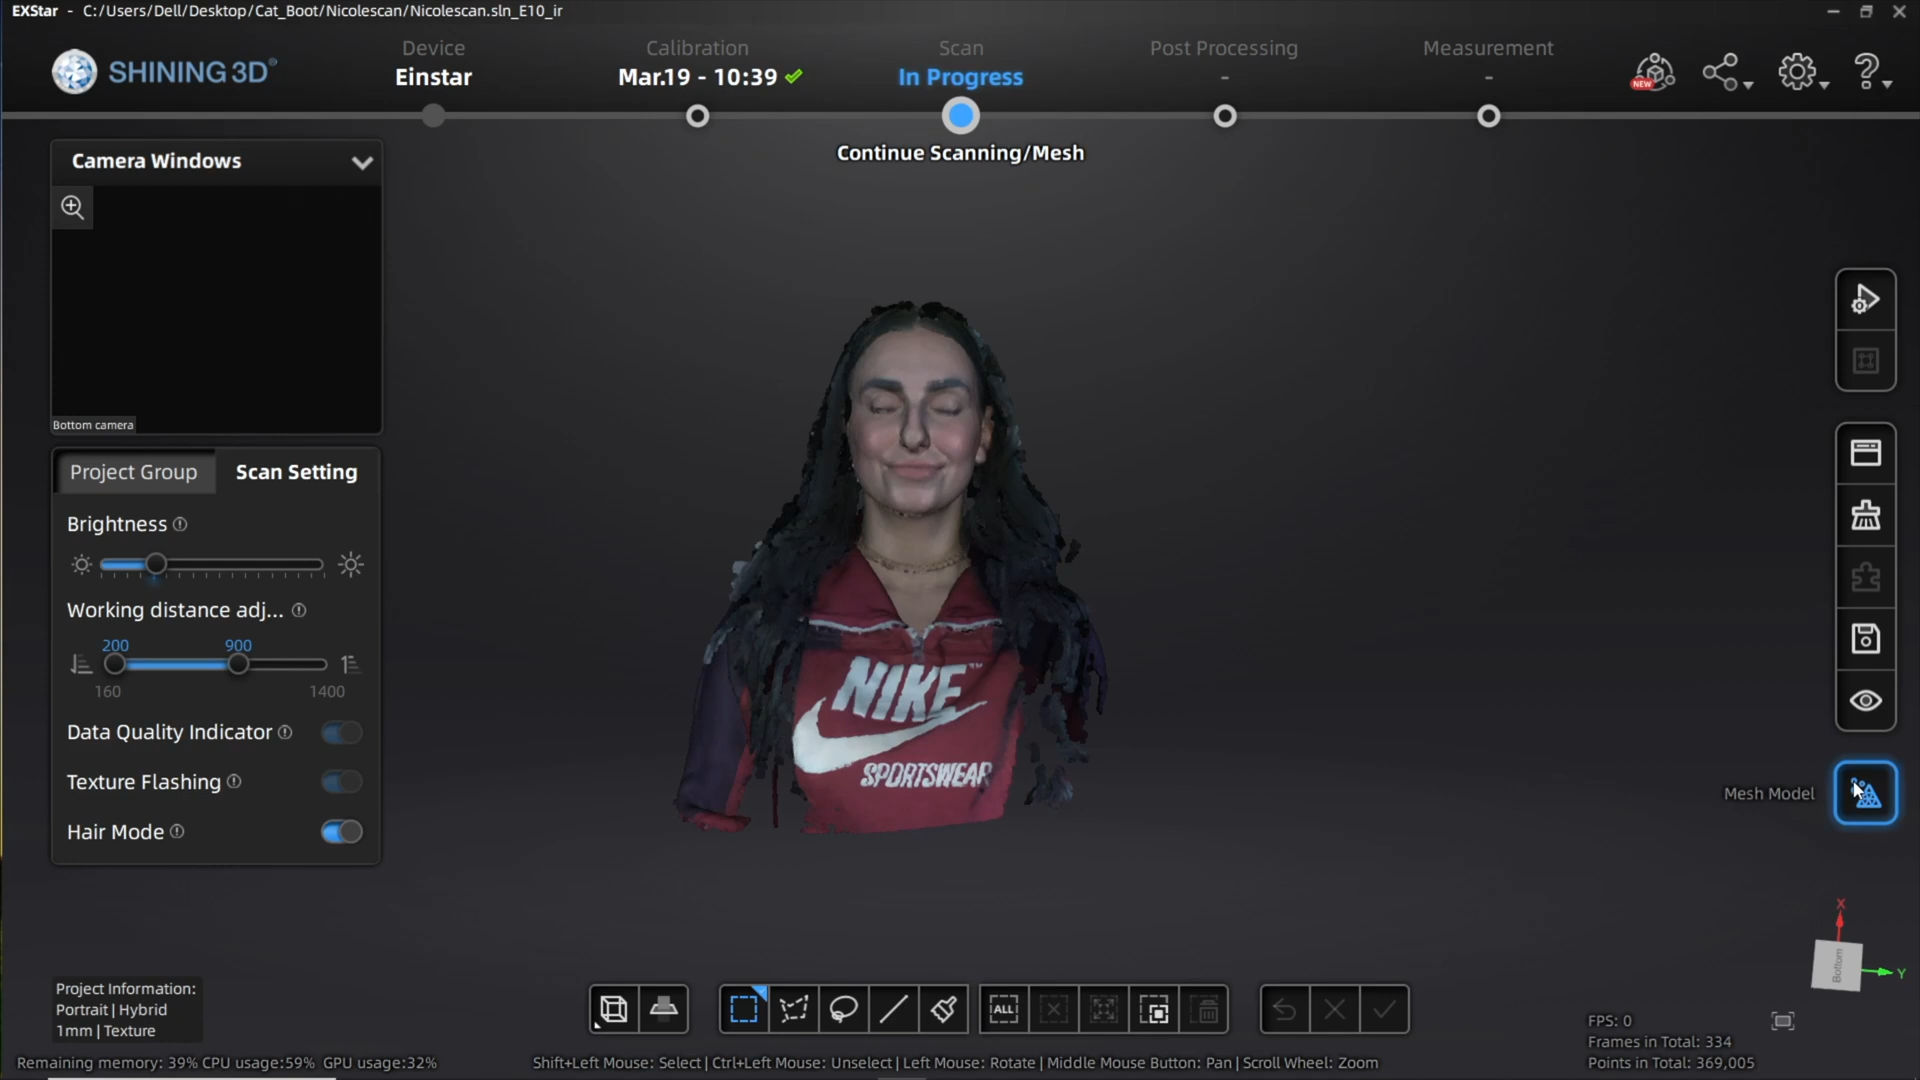 EXStar - C:/Users/Dell/Desktop/Cat_Boot/Nicolescan/Nicolescan.sln_E10_ir
SHINING 3D®
Device
Einstar
Calibration
Mar.19 - 10:39
Scan
In Progress
Post Processing
-
Measurement
-
NEW
Continue Scanning/Mesh
Camera Windows
Bottom camera
Project Group
Scan Setting
Brightness
Working distance adj...
200
900
160
1400
Data Quality Indicator
Texture Flashing
Hair Mode
NIKE™
SPORTSWEAR
Mesh Model
X
Y
Bottom
Project Information:
Portrait | Hybrid
1mm | Texture
ALL
FPS: 0
Frames in Total: 334
Points in Total: 369,005
Remaining memory: 39% CPU usage:59% GPU usage:32%
Shift+Left Mouse: Select | Ctrl+Left Mouse: Unselect | Left Mouse: Rotate | Middle Mouse Button: Pan | Scroll Wheel: Zoom